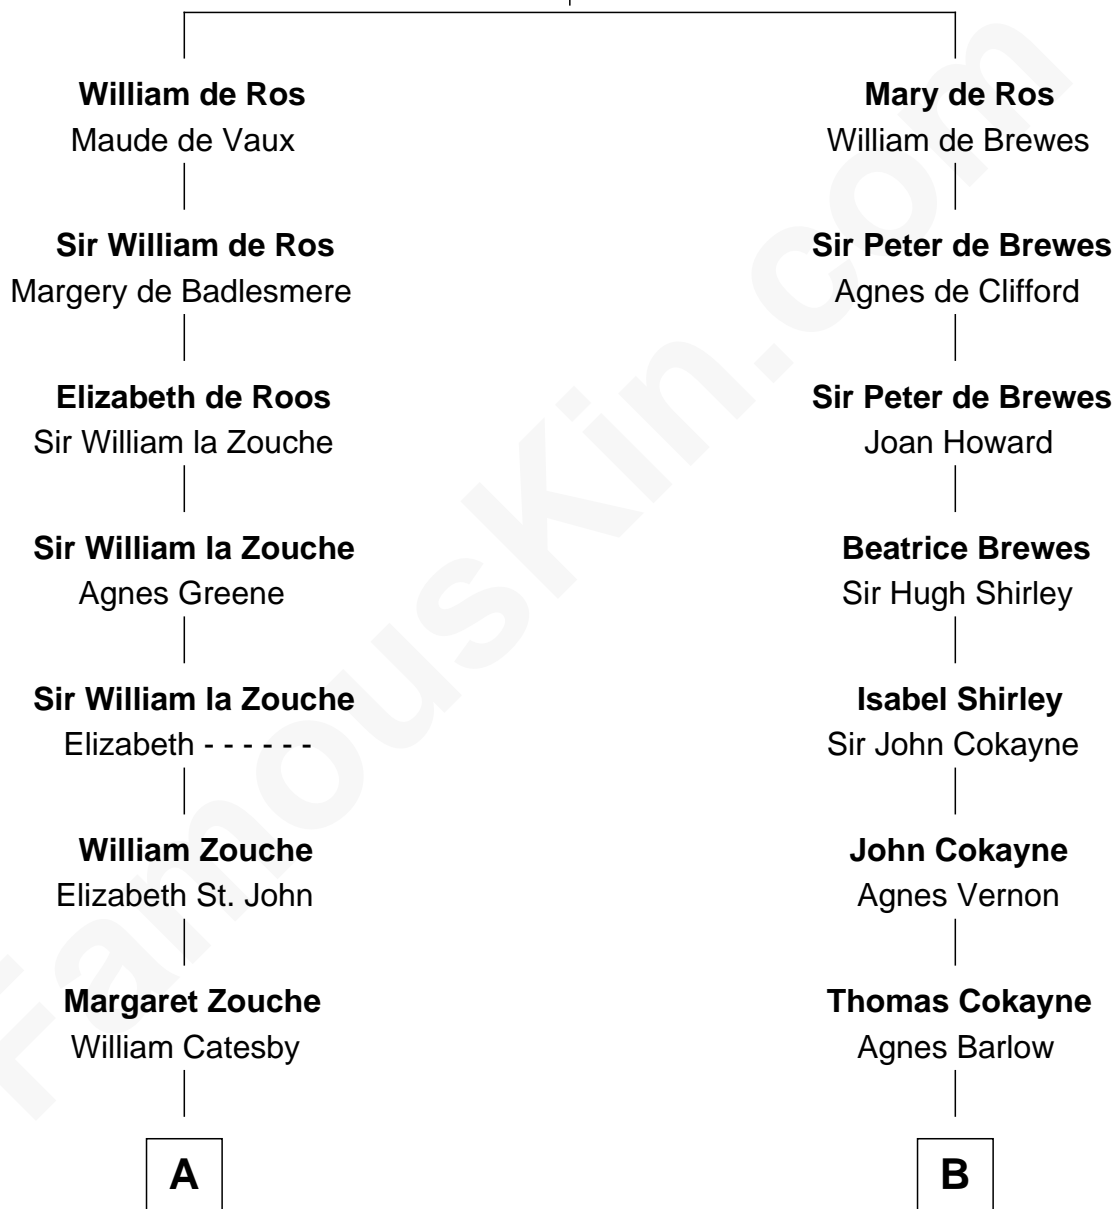 William de Ros
Maude de Vaux
Sir William de Ros
Margery de Badlesmere
Elizabeth de Roos
Sir William la Zouche
Sir William la Zouche
Agnes Greene
Sir William la Zouche
Elizabeth - - - - - -
William Zouche
Elizabeth St. John
Margaret Zouche
William Catesby
A
Mary de Ros
William de Brewes
Sir Peter de Brewes
Agnes de Clifford
Sir Peter de Brewes
Joan Howard
Beatrice Brewes
Sir Hugh Shirley
Isabel Shirley
Sir John Cokayne
John Cokayne
Agnes Vernon
Thomas Cokayne
Agnes Barlow
B
FamousKin.com